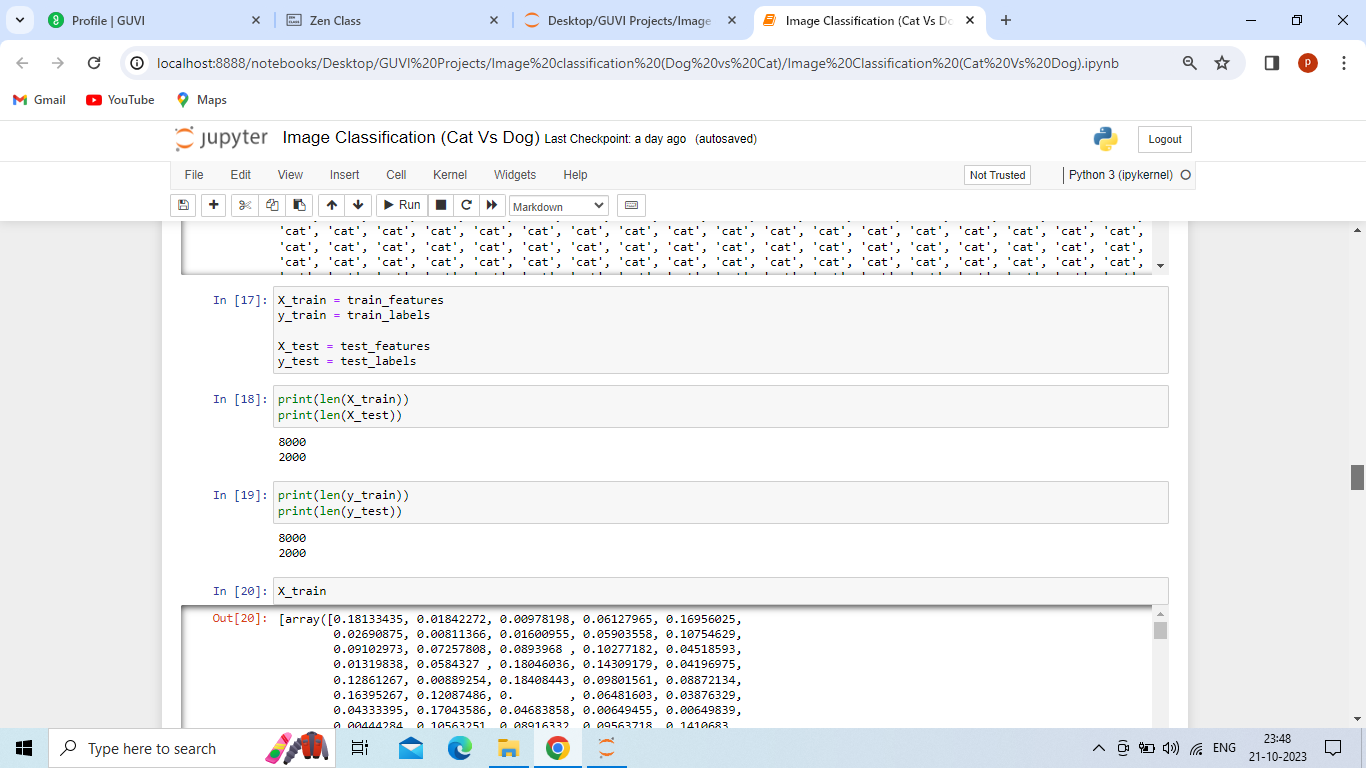 Profile | GUVI
Zen Class
Desktop/GUVI Projects/Image
Image Classification (Cat Vs Do
localhost:8888/notebooks/Desktop/GUVI%20Projects/Image%20classification%20(Dog%20vs%20Cat)/Image%20Classification%20(Cat%20Vs%20Dog).ipynb
p
Gmail
YouTube
Maps
jupyter
Image Classification (Cat Vs Dog) Last Checkpoint: a day ago (autosaved)
Logout
File Edit View Insert Cell Kernel Widgets Help
Not Trusted
Python 3 (ipykernel)
Run
Markdown
'cat', 'cat', 'cat', 'cat', 'cat', 'cat', 'cat', 'cat', 'cat', 'cat', 'cat', 'cat', 'cat', 'cat', 'cat', 'cat', 'cat', 'cat',
'cat', 'cat', 'cat', 'cat', 'cat', 'cat', 'cat', 'cat', 'cat', 'cat', 'cat', 'cat', 'cat', 'cat', 'cat', 'cat', 'cat', 'cat',
'cat', 'cat', 'cat', 'cat', 'cat', 'cat', 'cat', 'cat', 'cat', 'cat', 'cat', 'cat', 'cat', 'cat', 'cat', 'cat', 'cat', 'cat',
In [17]: X_train = train_features
y_train = train_labels
X_test = test_features
y_test = test_labels
In [18]: print(len(X_train))
print(len(X_test))
8000
2000
In [19]: print(len(y_train))
print(len(y_test))
8000
2000
In [20]: X_train
Out[20]: [array([0.18133435, 0.01842272, 0.00978198, 0.06127965, 0.16956025,
0.02690875, 0.00811366, 0.01600955, 0.05903558, 0.10754629,
0.09102973, 0.07257808, 0.0893968 , 0.10277182, 0.04518593,
0.01319838, 0.0584327 , 0.18046036, 0.14309179, 0.04196975,
0.12861267, 0.00889254, 0.18408443, 0.09801561, 0.08872134,
0.16395267, 0.12087486, 0. , 0.06481603, 0.03876329,
0.04333395, 0.17043586, 0.04683858, 0.00649455, 0.00649839,
0.00444284, 0.10563251, 0.08916332, 0.09563718, 0.1410683
Type here to search
ENG
23:48
21-10-2023